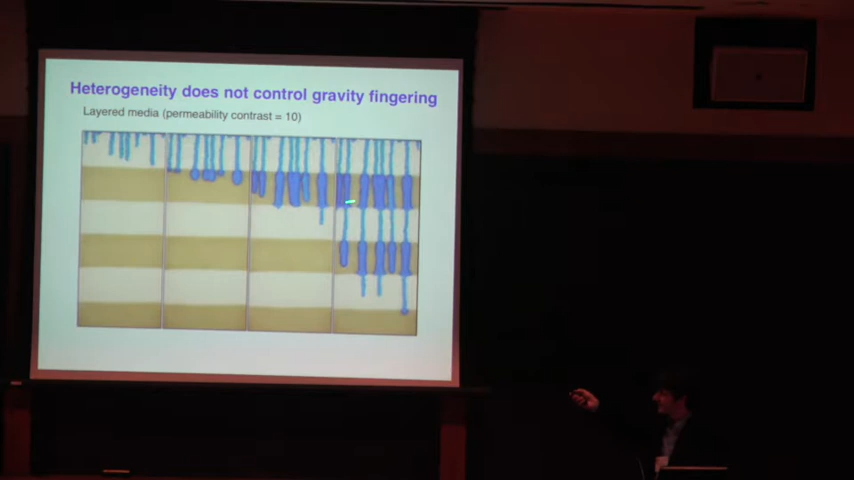 Heterogeneity does not control gravity fingering
Layered media (permeability contrast = 10)